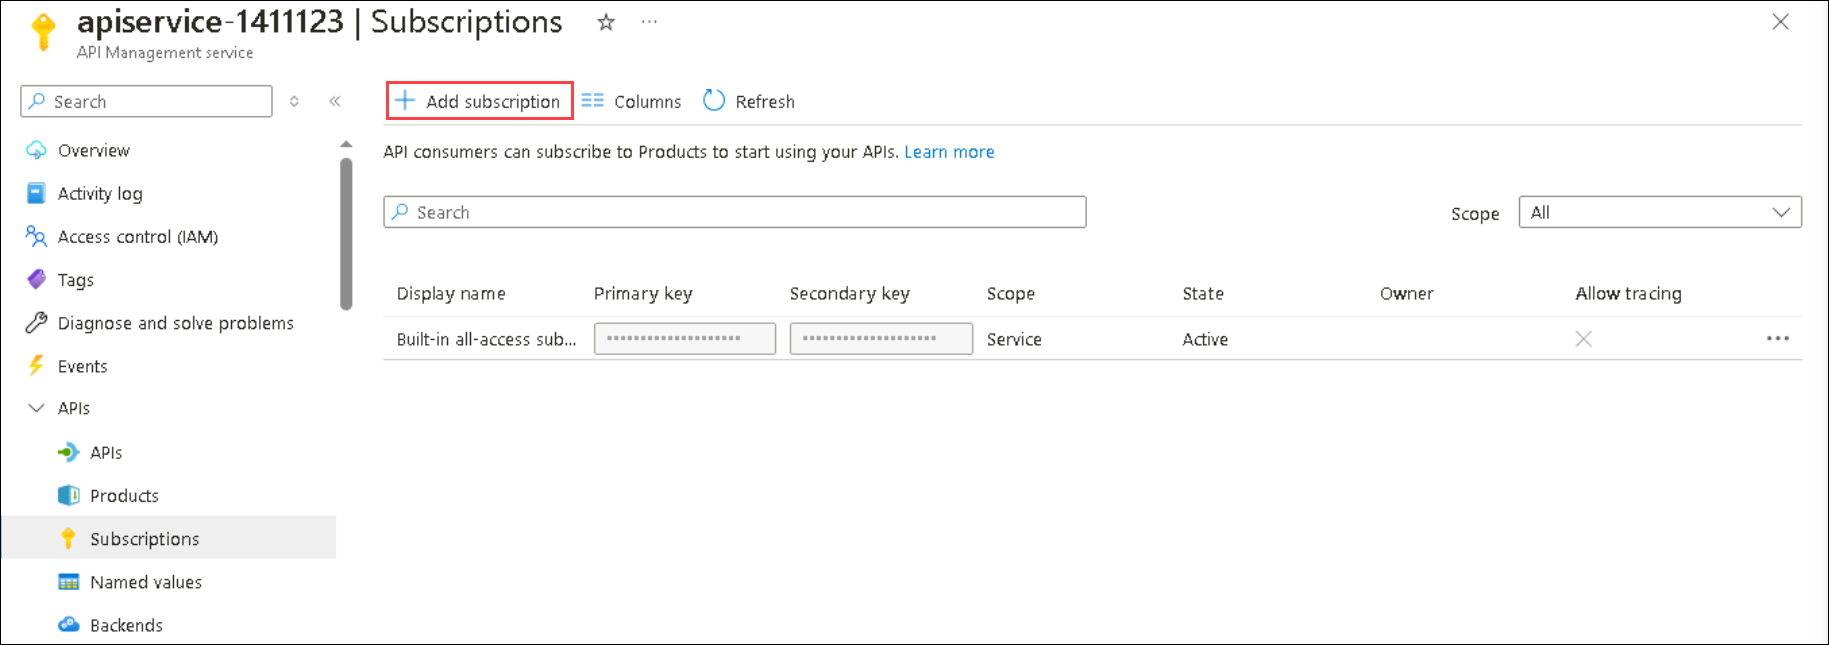 apiservice-1411123 | Subscriptions
API Management service
Search
Add subscription
Columns
Refresh
Overview
API consumers can subscribe to Products to start using your APIs. Learn more
Activity log
Search
Scope
All
Access control (IAM)
Tags
Display name Primary key Secondary key Scope State Owner Allow tracing
Diagnose and solve problems
Built-in all-access sub... Service Active
Events
APIs
APIs
Products
Subscriptions
Named values
Backends